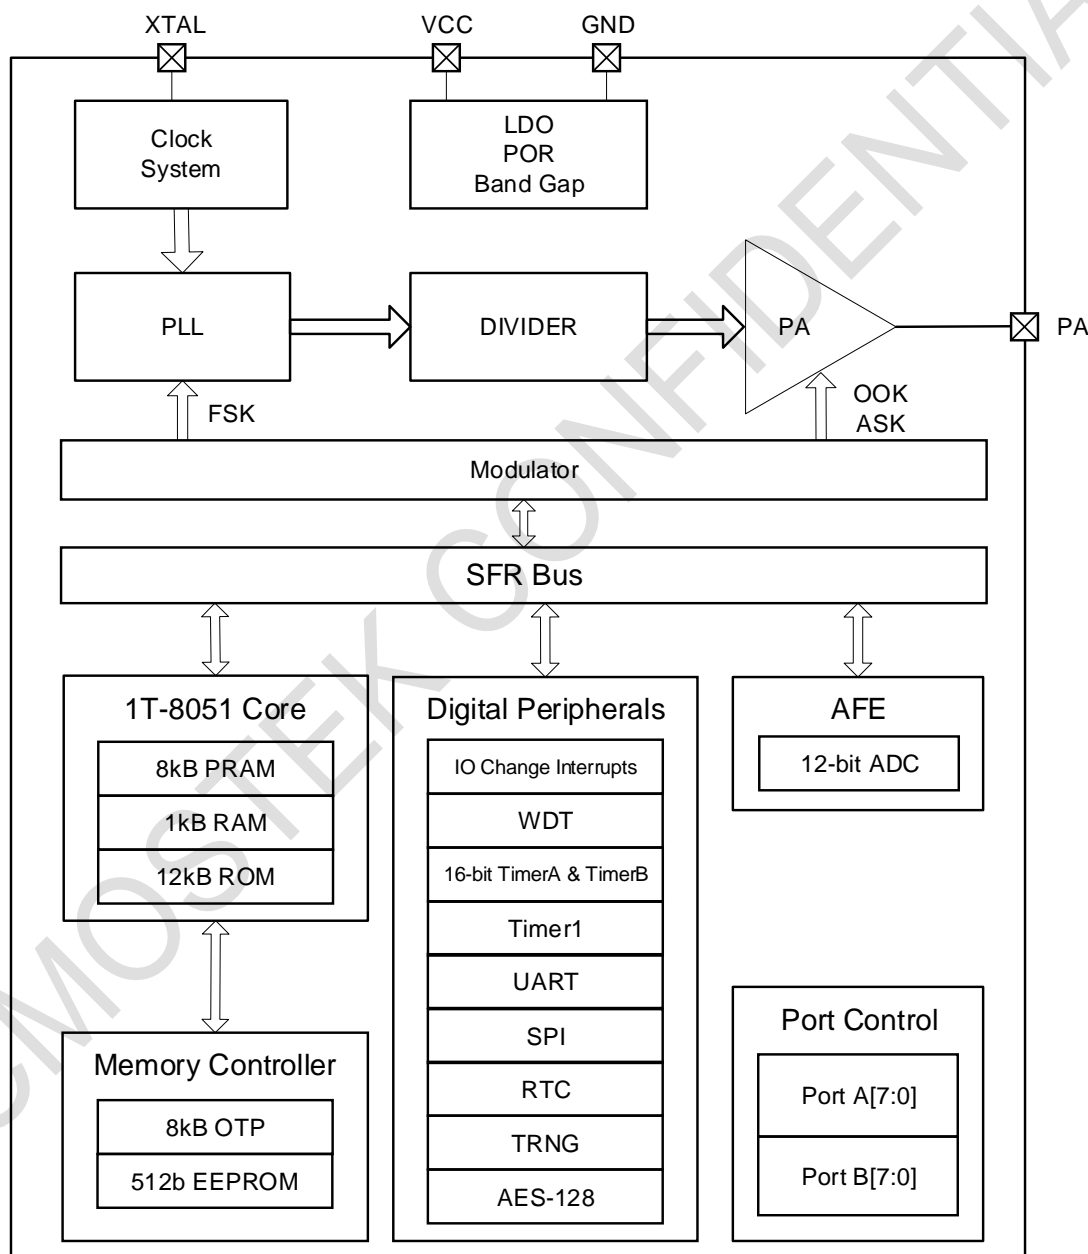 XTAL
VCC
GND
Clock
System
LDO
POR
Band Gap
PLL
DIVIDER
PA
PA
FSK
OOK
ASK
Modulator
SFR Bus
1T-8051 Core
8kB PRAM
1kB RAM
12kB ROM
Digital Peripherals
IO Change Interrupts
WDT
16-bit TimerA & TimerB
Timer1
UART
SPI
RTC
TRNG
AES-128
AFE
12-bit ADC
Memory Controller
8kB OTP
512b EEPROM
Port Control
Port A[7:0]
Port B[7:0]
CMOSTEK CONFIDENTIA